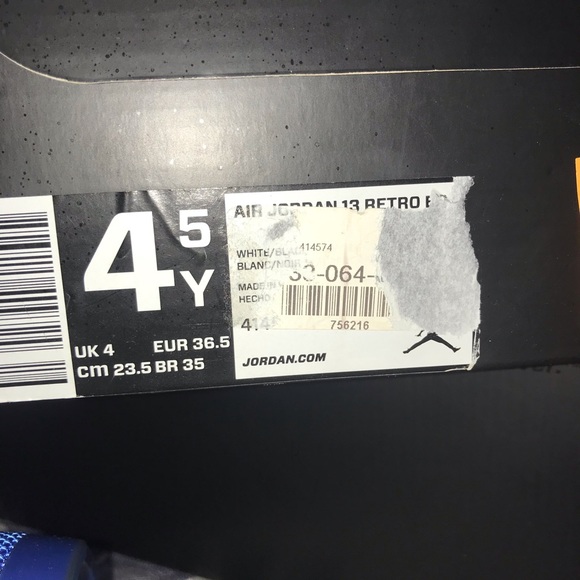 4
5
Y
UK 4 EUR 36.5
cm 23.5 BR 35
AIR JORDAN 13 RETRO
414574
WHITE/
BLANC/NOIR
-064-
MADE IN
HECHO
414
756216
JORDAN.COM